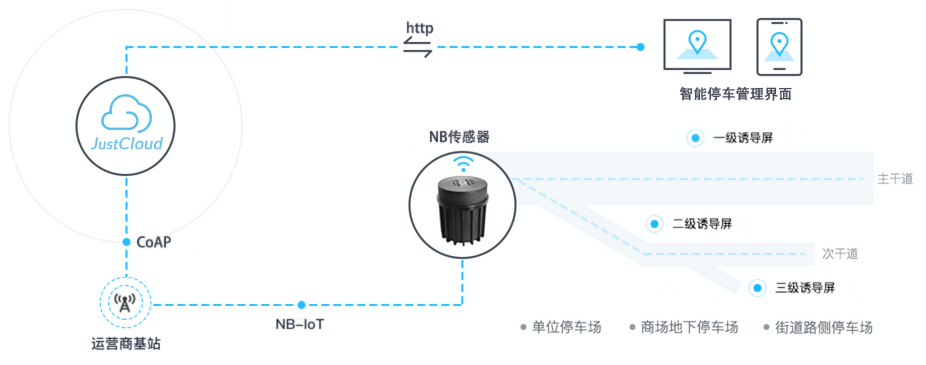 http
智能停车管理界面
JustCloud
NB传感器
一级诱导屏
主干道
二级诱导屏
CoAP
次干道
三级诱导屏
NB-IoT
单位停车场
商场地下停车场
街道路侧停车场
运营商基站